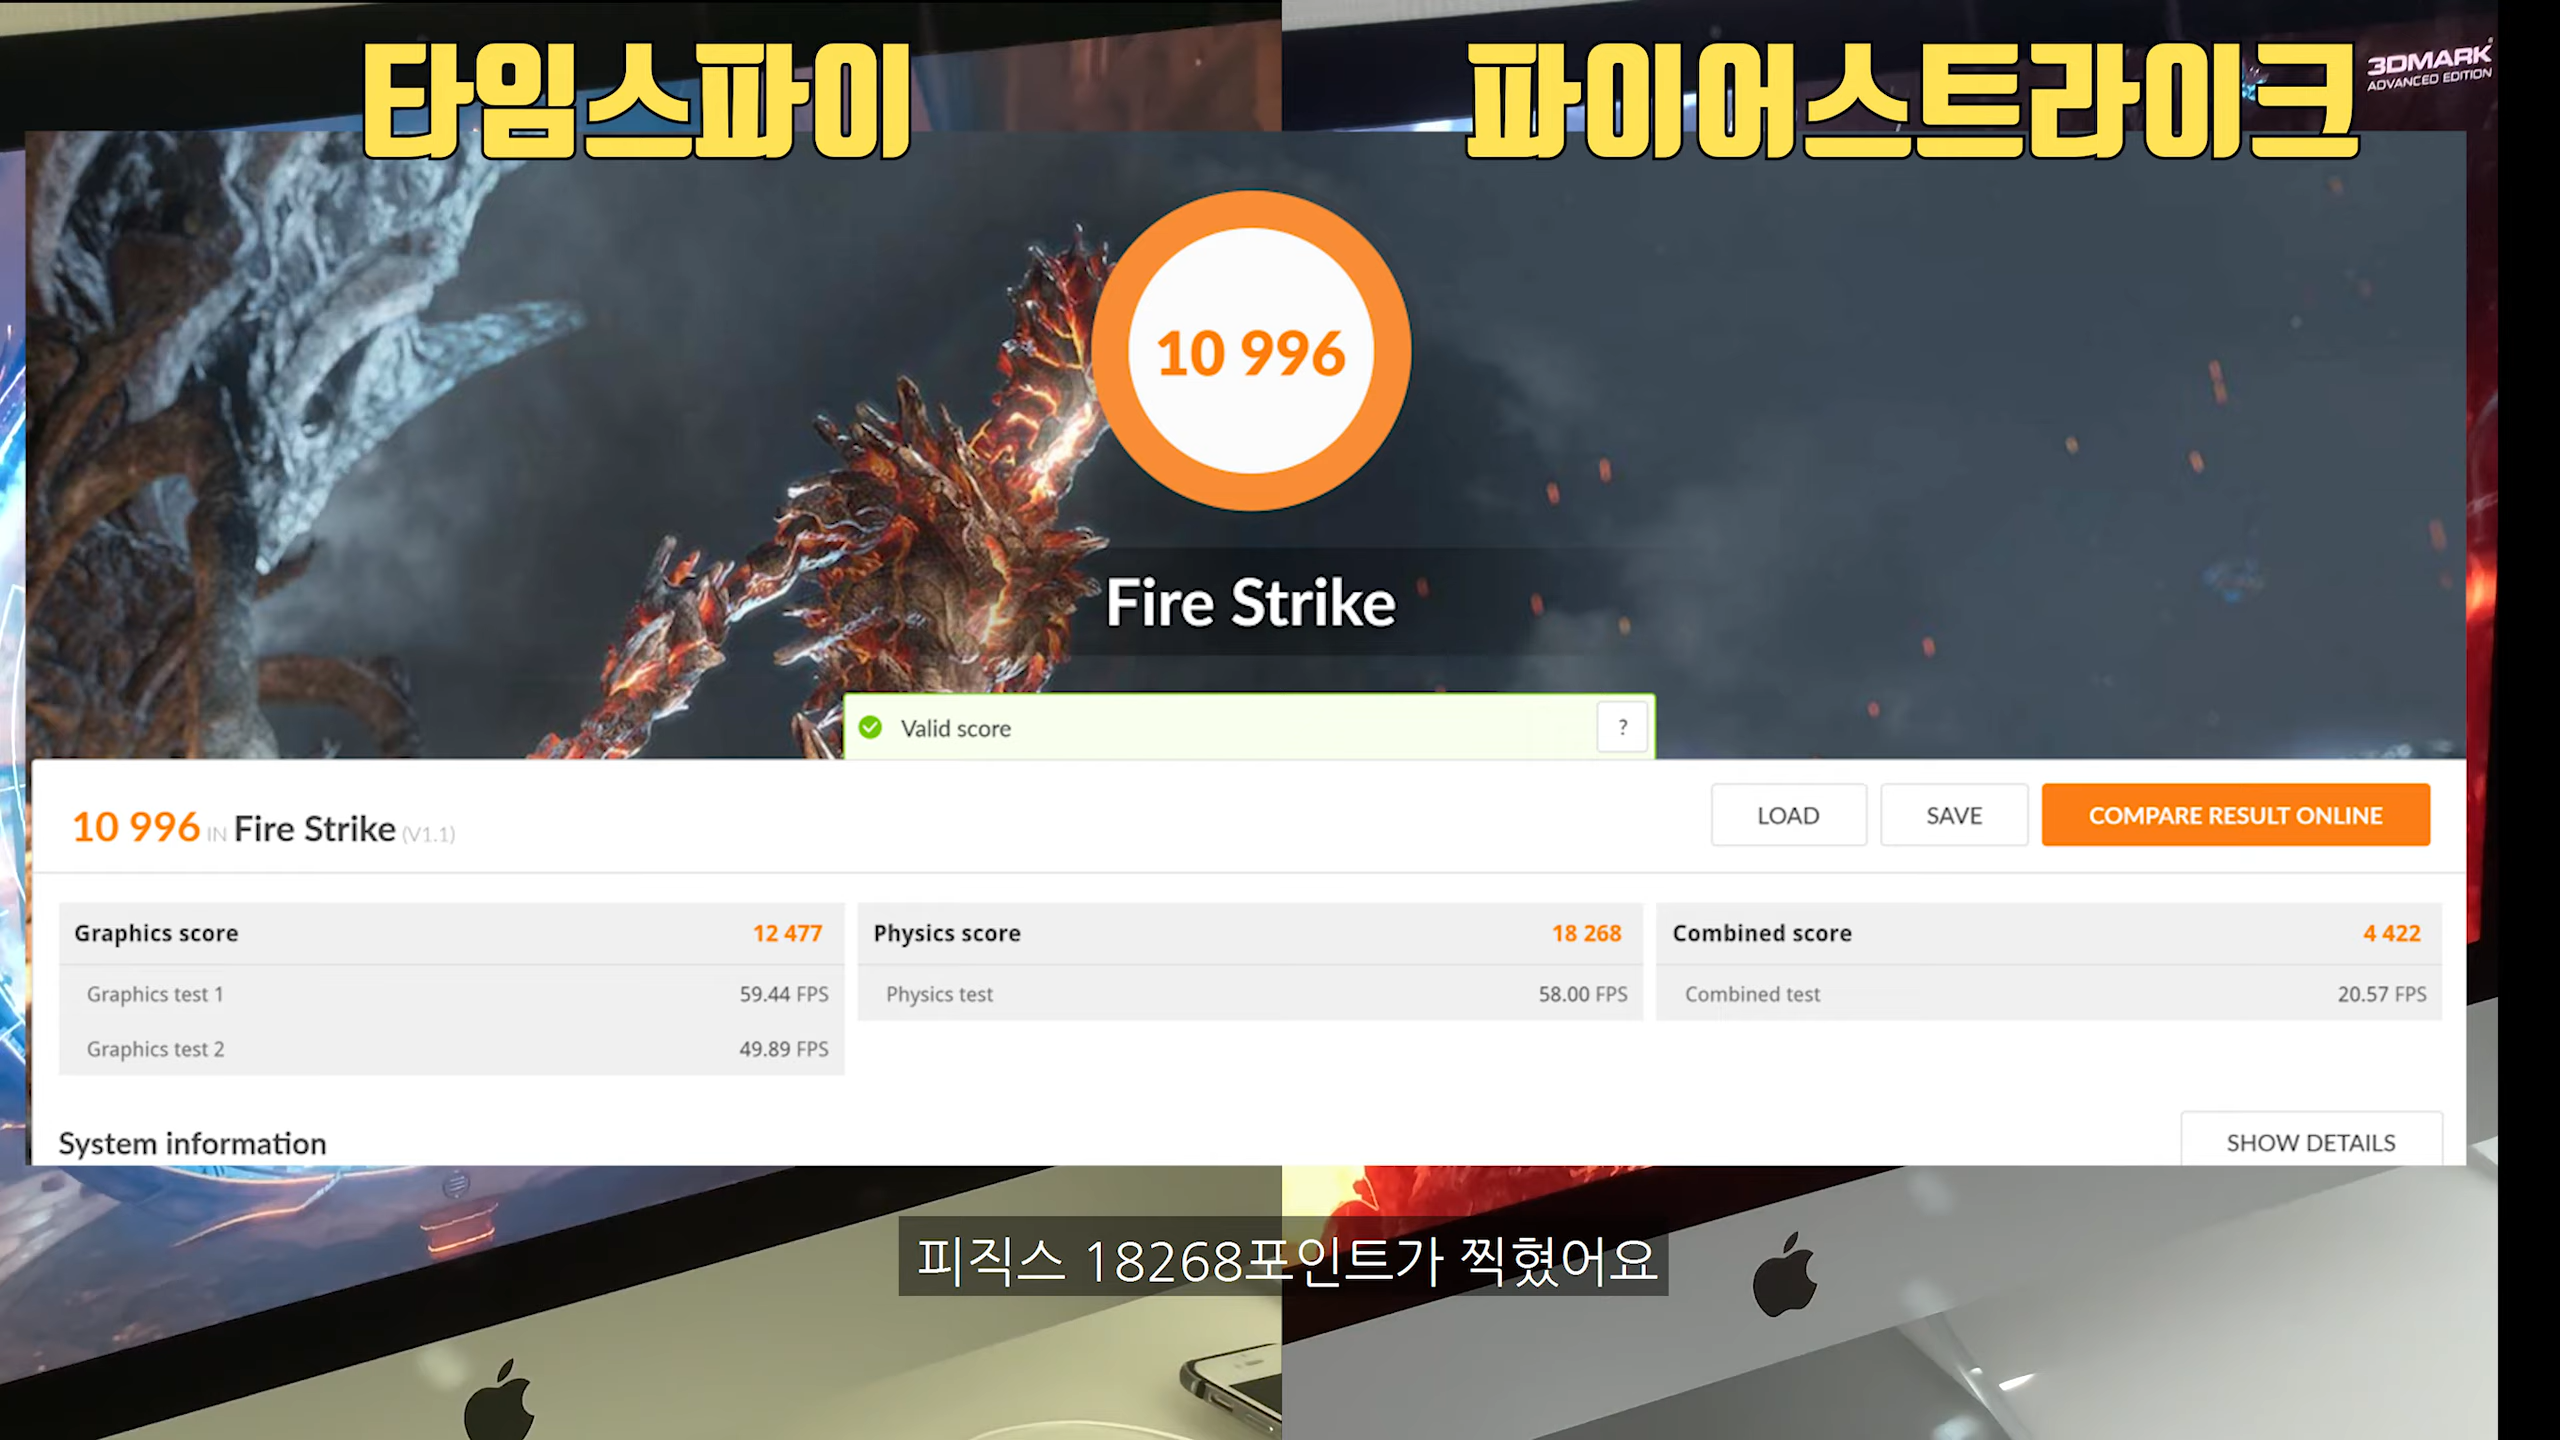 타임스파이
파이어스트라이크
3DMARK
ADVANCED EDITION
10 996
Fire Strike
Valid score
?
10 996 IN Fire Strike (V1.1)
LOAD
SAVE
COMPARE RESULT ONLINE
Graphics score 12 477
Graphics test 1 59.44 FPS
Graphics test 2 49.89 FPS
Physics score 18 268
Physics test 58.00 FPS
Combined score 4 422
Combined test 20.57 FPS
System information
SHOW DETAILS
피직스 18268포인트가 찍혔어요